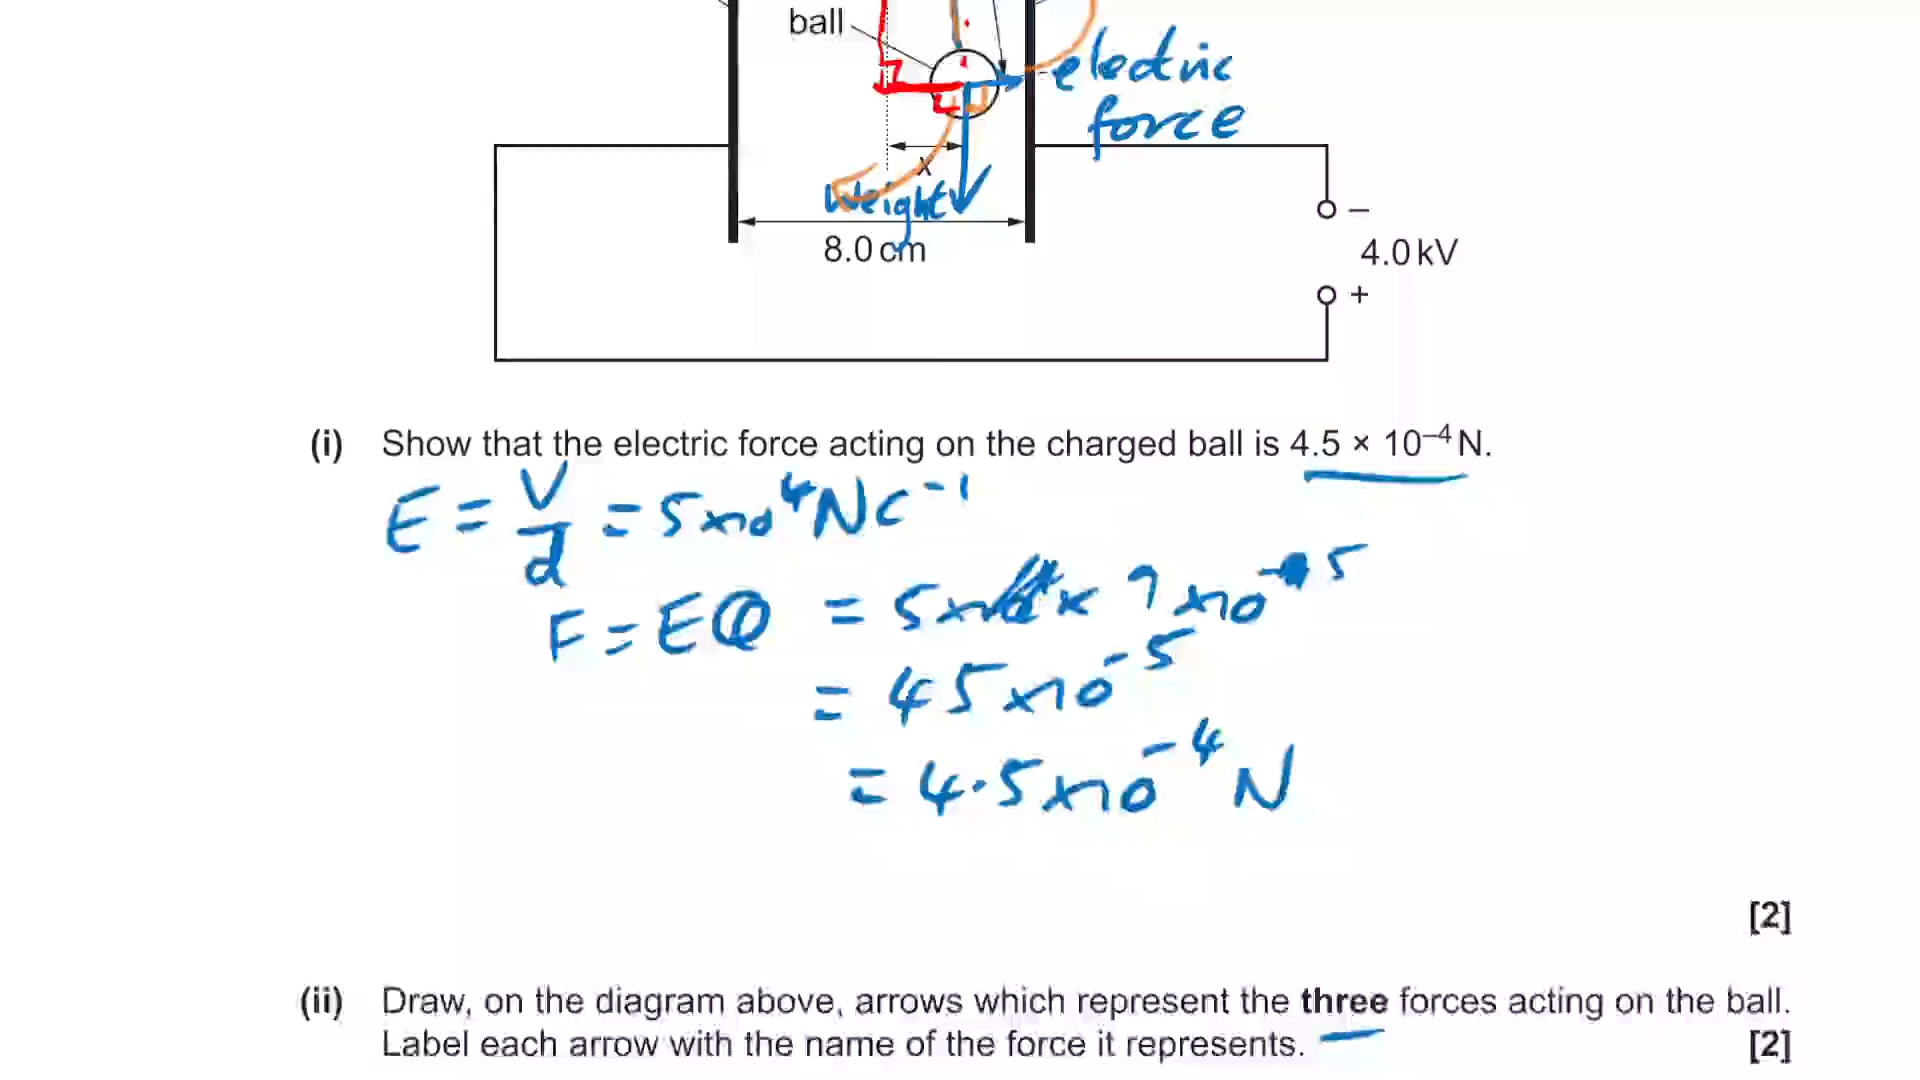 ball
electric
force
x
weight
8.0 cm
–
4.0 kV
+
(i) Show that the electric force acting on the charged ball is 4.5 × 10⁻⁴ N.
E = V/d = 5×10⁴ NC⁻¹
F = EQ = 5× × 9 ×10
= 45×10⁻⁵
= 4.5×10⁻⁴ N
[2]
(ii) Draw, on the diagram above, arrows which represent the three forces acting on the ball.
Label each arrow with the name of the force it represents. [2]